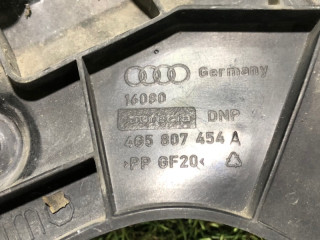 Germany
16080
DNP
4G5 807 454 A
>PP GF20<